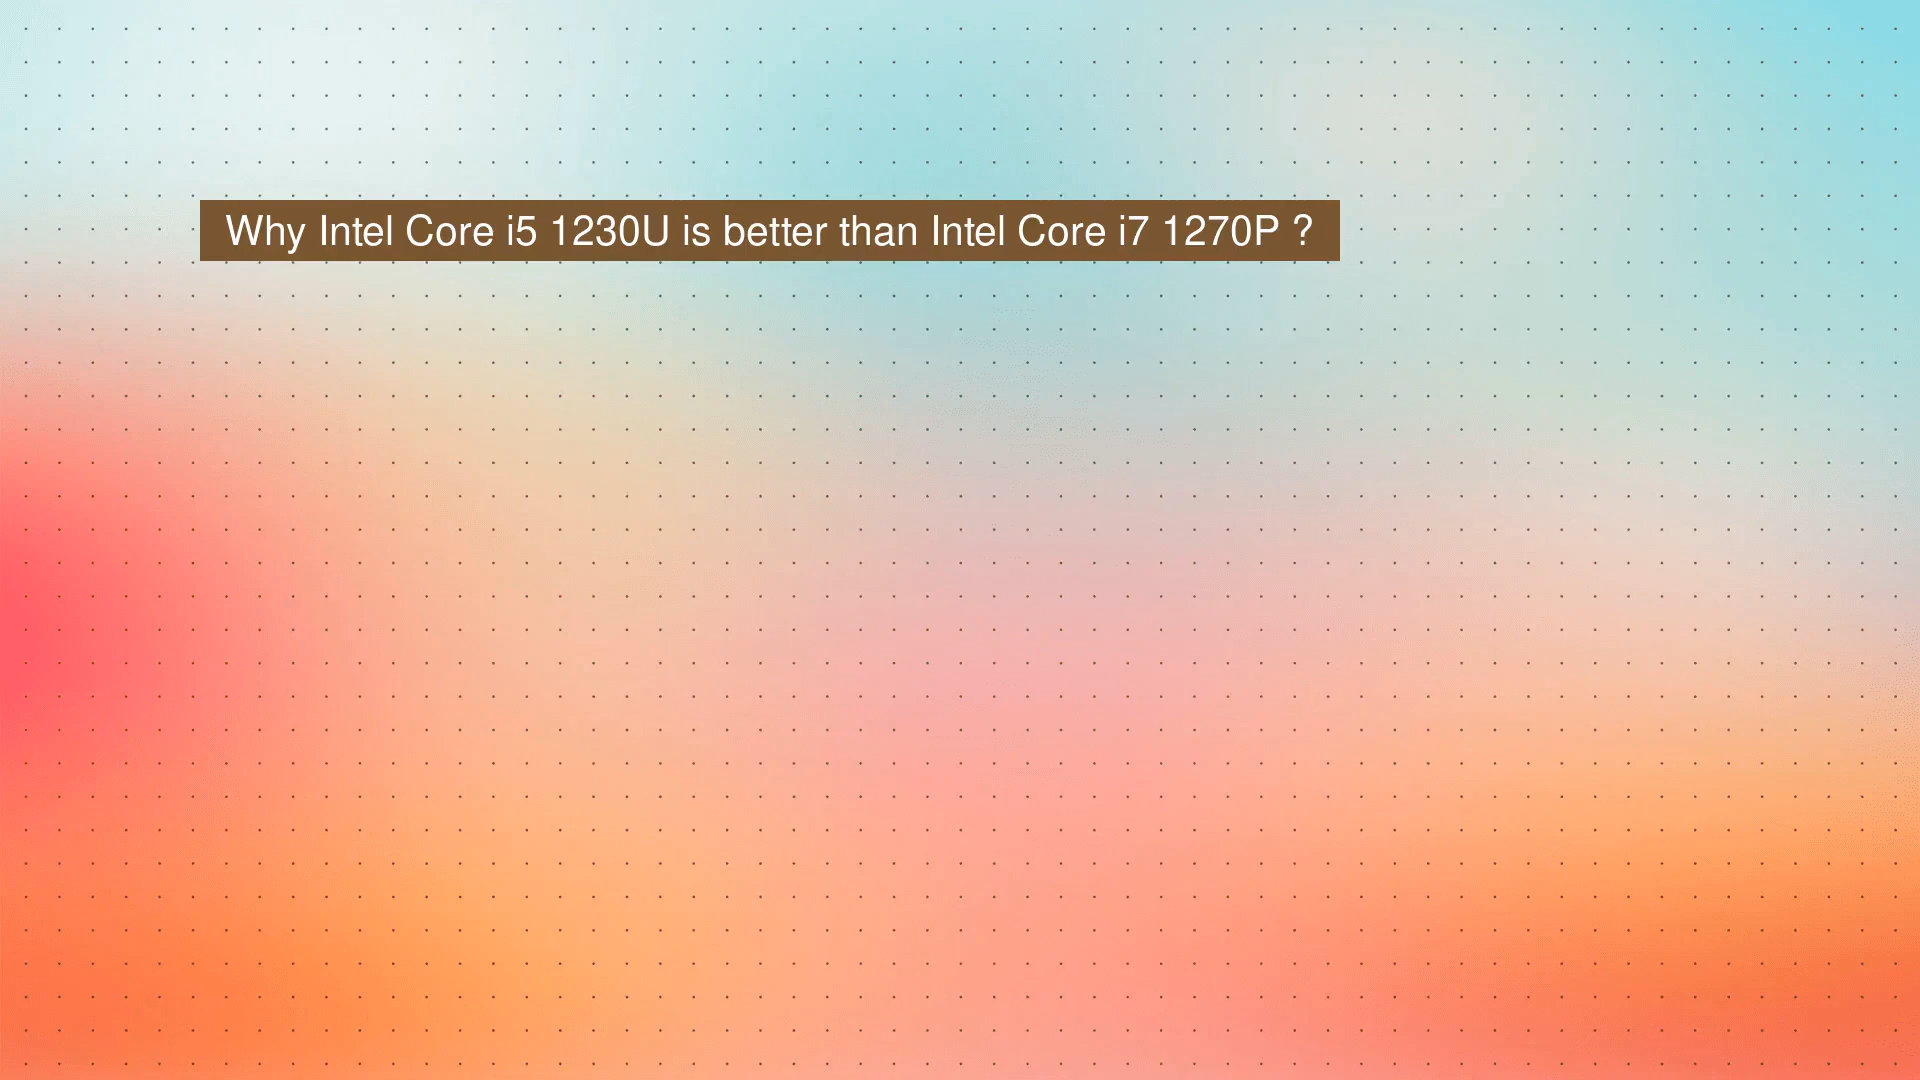 Why Intel Core i5 1230U is better than Intel Core i7 1270P ?